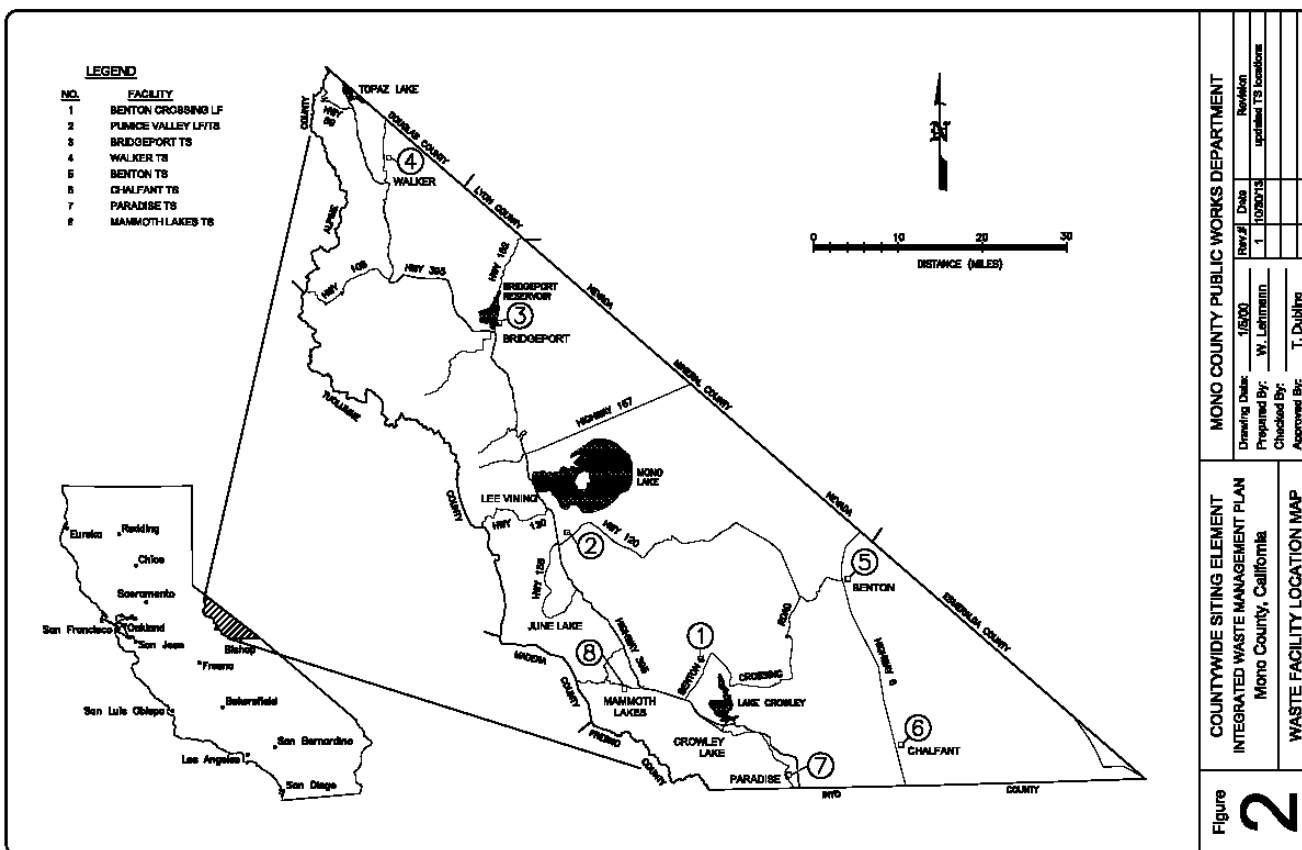 LEGEND
NO. FACILITY
1 BENTON CROSSING LF
2 PUMICE VALLEY LF/TS
3 BRIDGEPORT TS
4 WALKER TS
5 BENTON TS
6 CHALFANT TS
7 PARADISE TS
8 MAMMOTH LAKES TS
TOPAZ LAKE
HWY
COUNTY
DOUGLAS COUNTY
4
WALKER
LYON COUNTY
ALPINE
N
0 10 20 30
DISTANCE (MILES)
HWY 108
HWY 395
HWY 182
BRIDGEPORT
RESERVOIR
3
BRIDGEPORT
NEVADA
MINERAL COUNTY
TUOLUMNE
HIGHWAY 167
MONO
LAKE
LEE VINING
COUNTY
HWY 120
2
HWY 120
NEVADA
HWY 158
JUNE LAKE
5
BENTON
ESMERALDA COUNTY
HIGHWAY 395
1
ROAD
BENTON
CROSSING
HIGHWAY 6
8
MADERA
COUNTY
MAMMOTH
LAKES
LAKE CROWLEY
FRESNO
COUNTY
CROWLEY
LAKE
6
CHALFANT
PARADISE
7
INYO COUNTY
Eureka
Redding
Chico
Sacramento
San Francisco
Oakland
San Jose
Bishop
Fresno
Bakersfield
San Luis Obispo
San Bernardino
Los Angeles
San Diego
MONO COUNTY PUBLIC WORKS DEPARTMENT
Drawing Date: 1/5/00
Prepared By: W. Lehmann
Checked By:
Approved By: T. Dublino
Rev.# Date Revision
1 10/30/13 updated TS locations
COUNTYWIDE SITING ELEMENT
INTEGRATED WASTE MANAGEMENT PLAN
Mono County, California
WASTE FACILITY LOCATION MAP
Figure
2